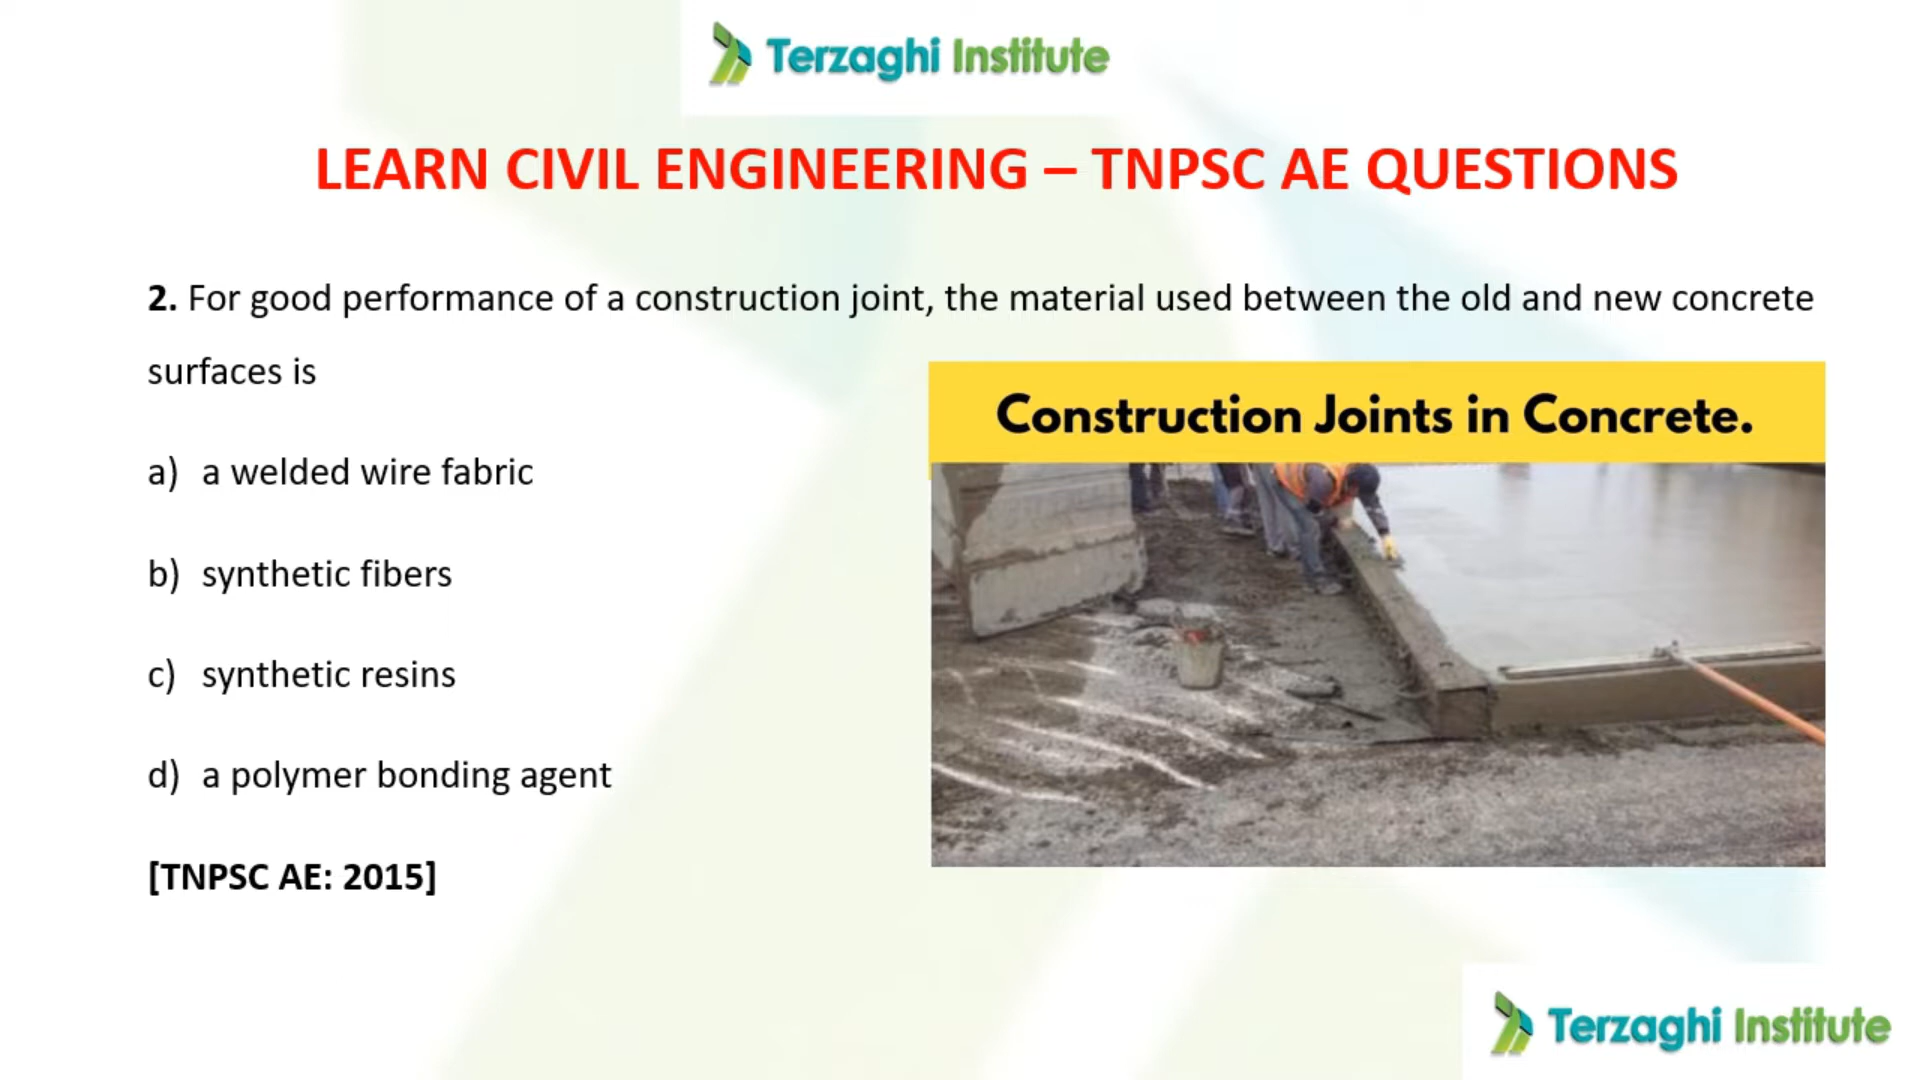 Terzaghi Institute
LEARN CIVIL ENGINEERING – TNPSC AE QUESTIONS
2. For good performance of a construction joint, the material used between the old and new concrete
surfaces is
Construction Joints in Concrete.
a) a welded wire fabric
b) synthetic fibers
c) synthetic resins
d) a polymer bonding agent
[TNPSC AE: 2015]
Terzaghi Institute